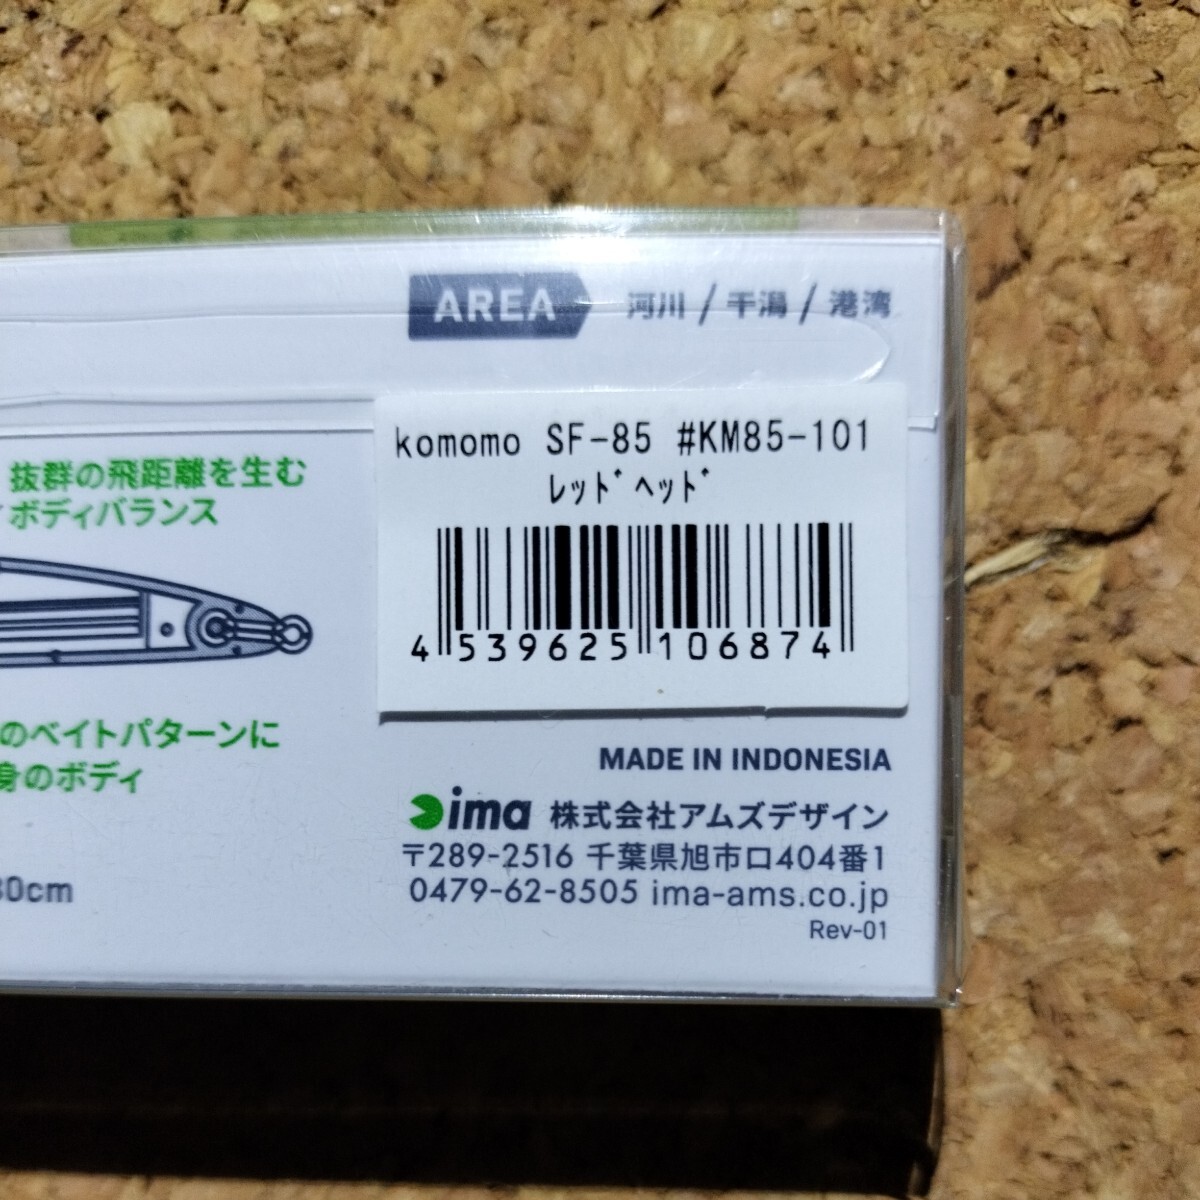 AREA 河川 / 干潟 / 港湾
komomo SF-85 #KM85-101
ﾚｯﾄﾞﾍｯﾄﾞ
4 539625 106874
抜群の飛距離を生む
ボディバランス
のベイトパターンに
身のボディ
30cm
MADE IN INDONESIA
ima 株式会社アムズデザイン
〒289-2516 千葉県旭市ロ404番1
0479-62-8505 ima-ams.co.jp
Rev-01